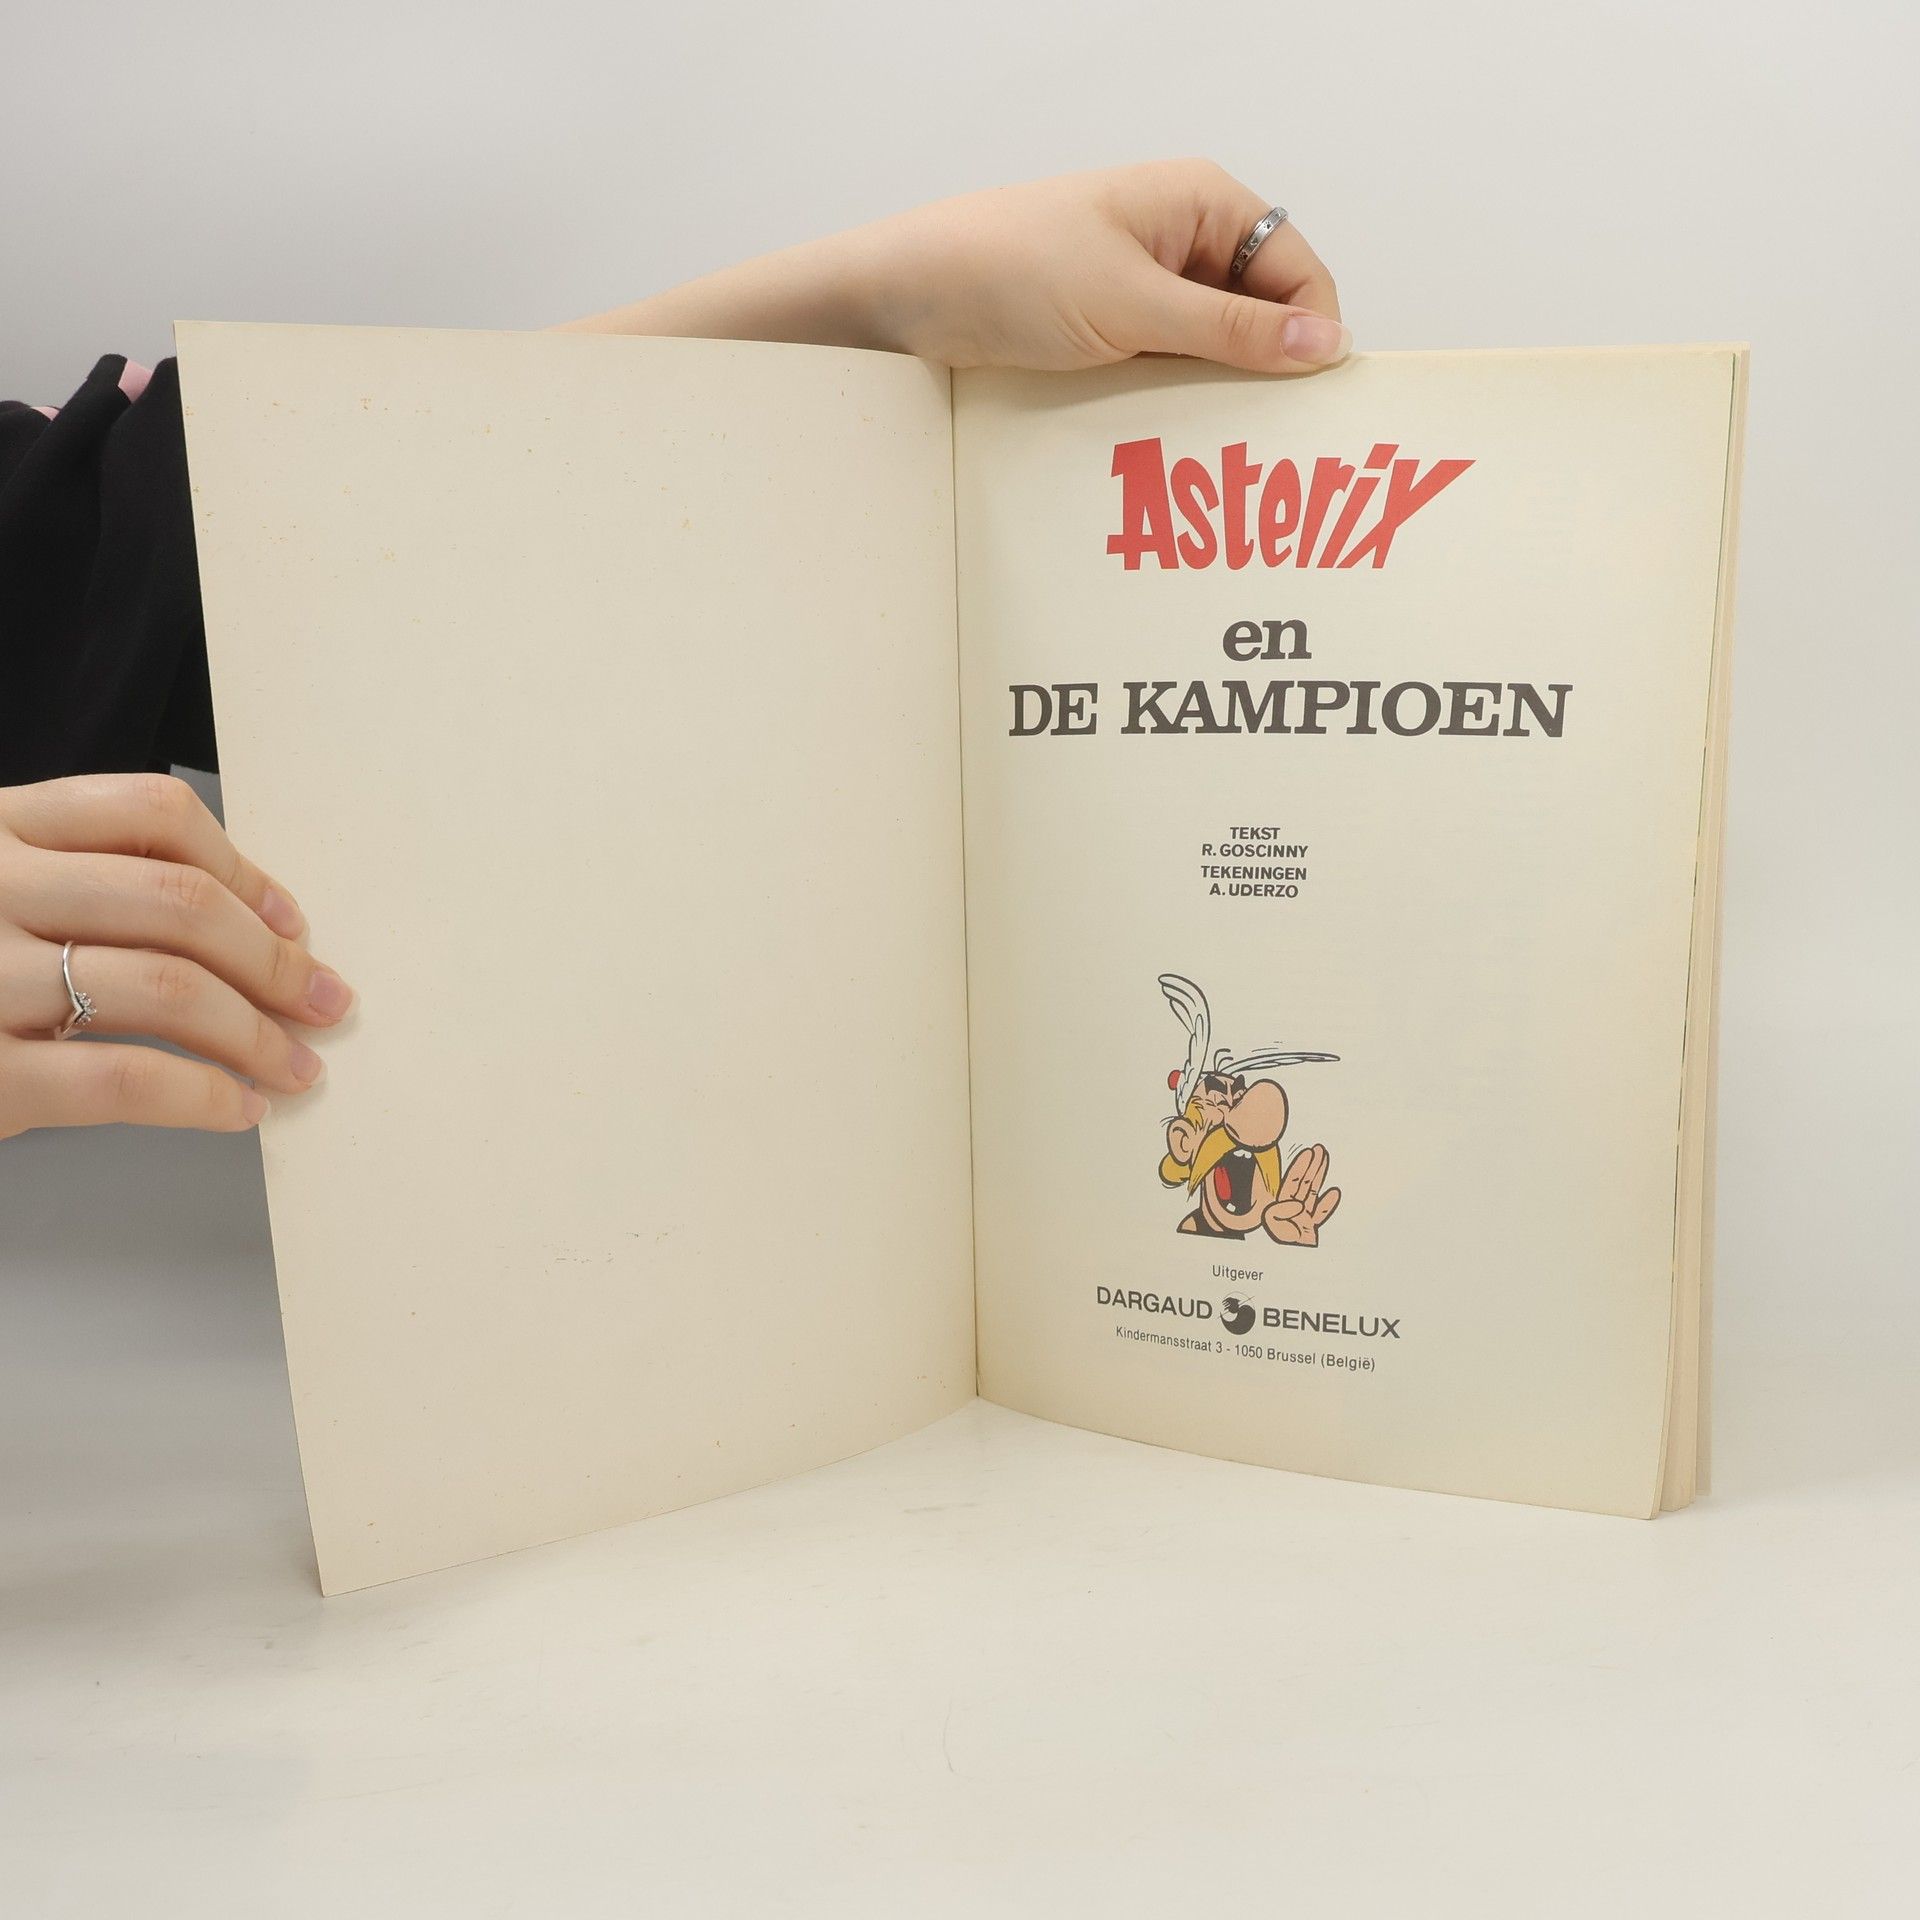 Asterix
en
DE KAMPIOEN
TEKST
R. GOSCINNY
TEKENINGEN
A. UDERZO
Uitgever
DARGAUD BENELUX
Kindermansstraat 3 - 1050 Brussel (België)